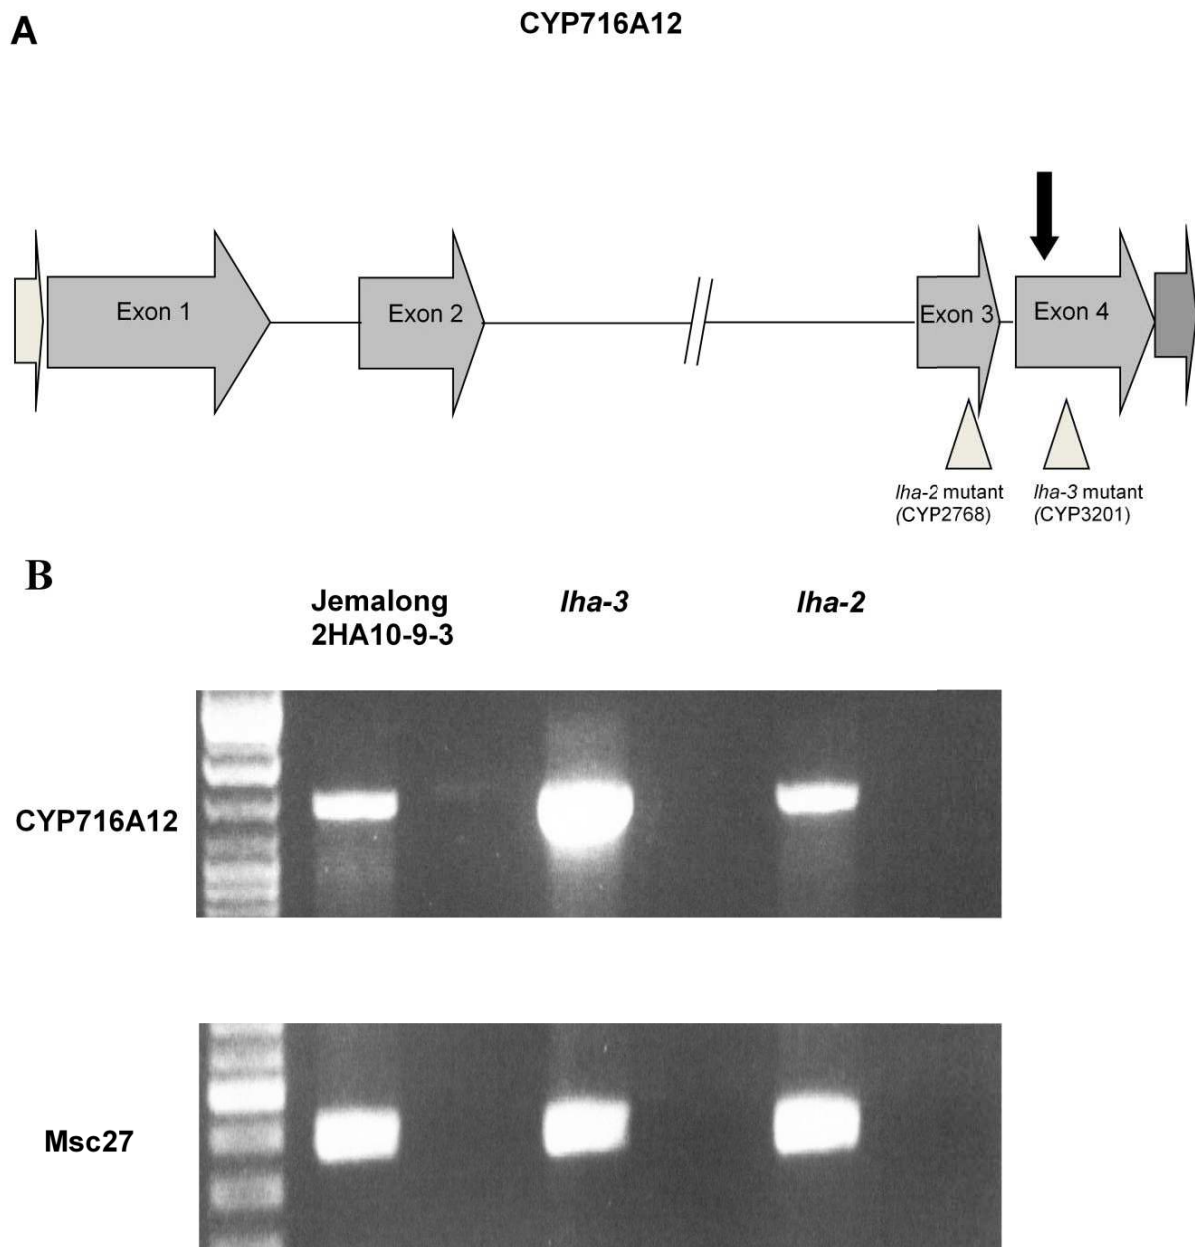 A
CYP716A12
Exon 1
Exon 2
Exon 3
Exon 4
lha-2 mutant
(CYP2768)
lha-3 mutant
(CYP3201)
B
Jemalong
2HA10-9-3
lha-3
lha-2
CYP716A12
Msc27